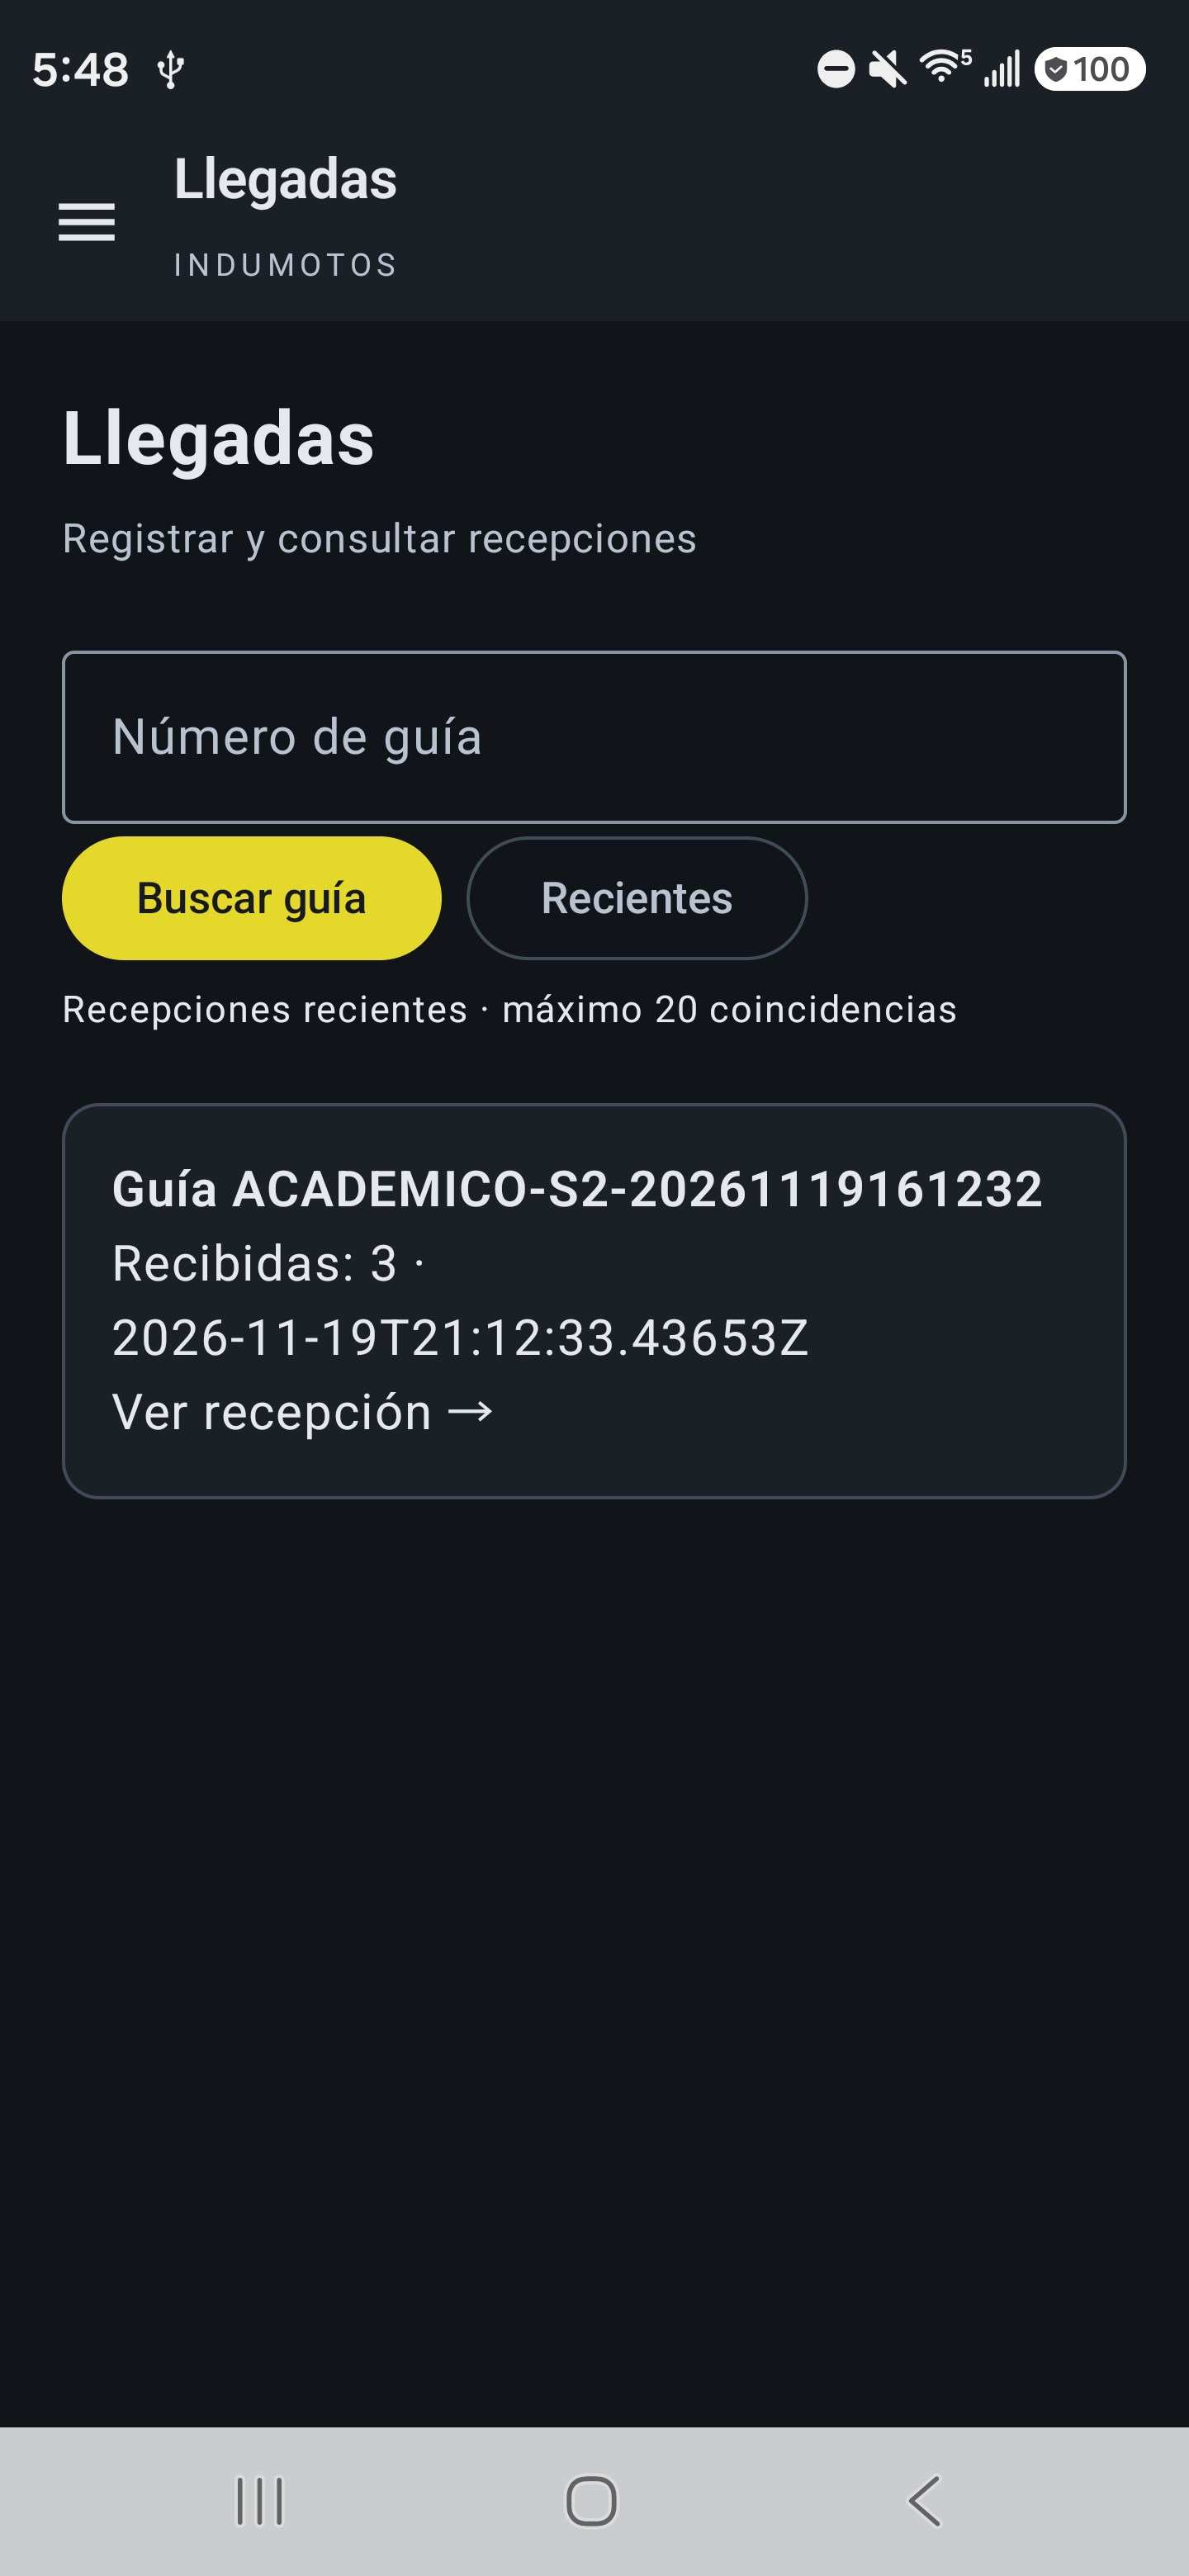 5:48
5
100
Llegadas
INDUMOTOS
Llegadas
Registrar y consultar recepciones
Número de guía
Buscar guía
Recientes
Recepciones recientes · máximo 20 coincidencias
Guía ACADEMICO-S2-20261119161232
Recibidas: 3 ·
2026-11-19T21:12:33.43653Z
Ver recepción →